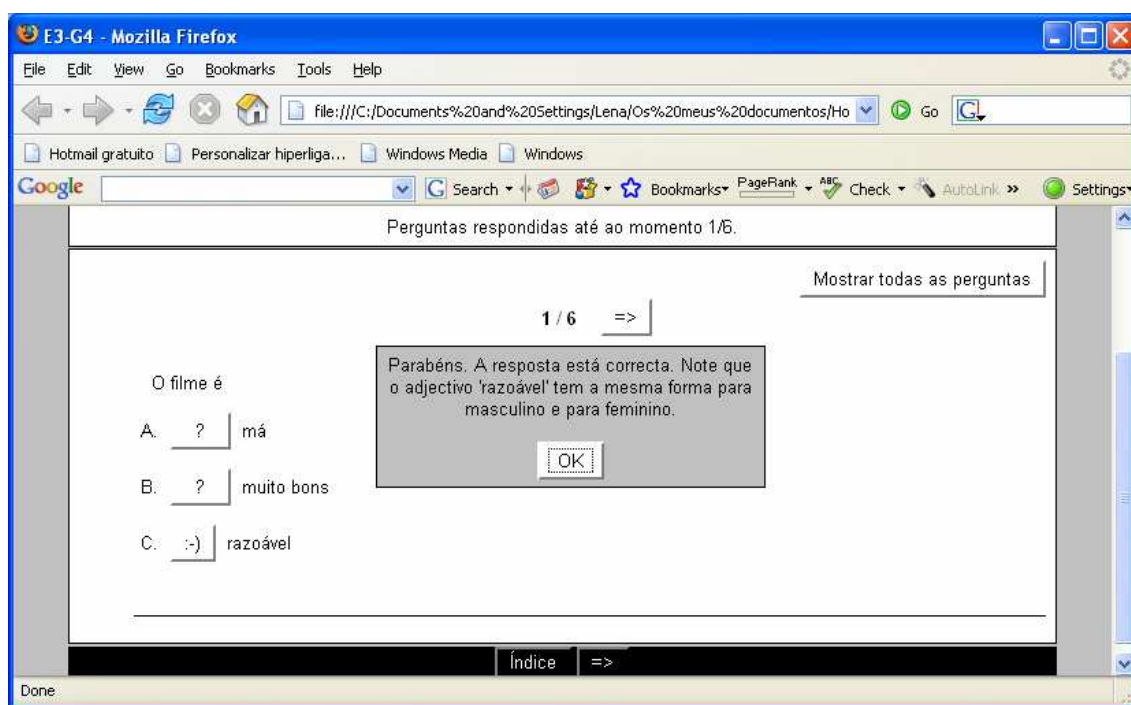 E3-G4 - Mozilla Firefox
File Edit View Go Bookmarks Tools Help
file:///C:/Documents%20and%20Settings/Lena/Os%20meus%20documentos/Ho Go G
Hotmail gratuito Personalizar hiperliga... Windows Media Windows
Google G Search Bookmarks PageRank ABC Check AutoLink » Settings
Perguntas respondidas até ao momento 1/6.
Mostrar todas as perguntas
1 / 6 =>
Parabéns. A resposta está correcta. Note que
o adjectivo 'razoável' tem a mesma forma para
masculino e para feminino.
OK
O filme é
A. ? má
B. ? muito bons
C. :-) razoável
Índice =>
Done